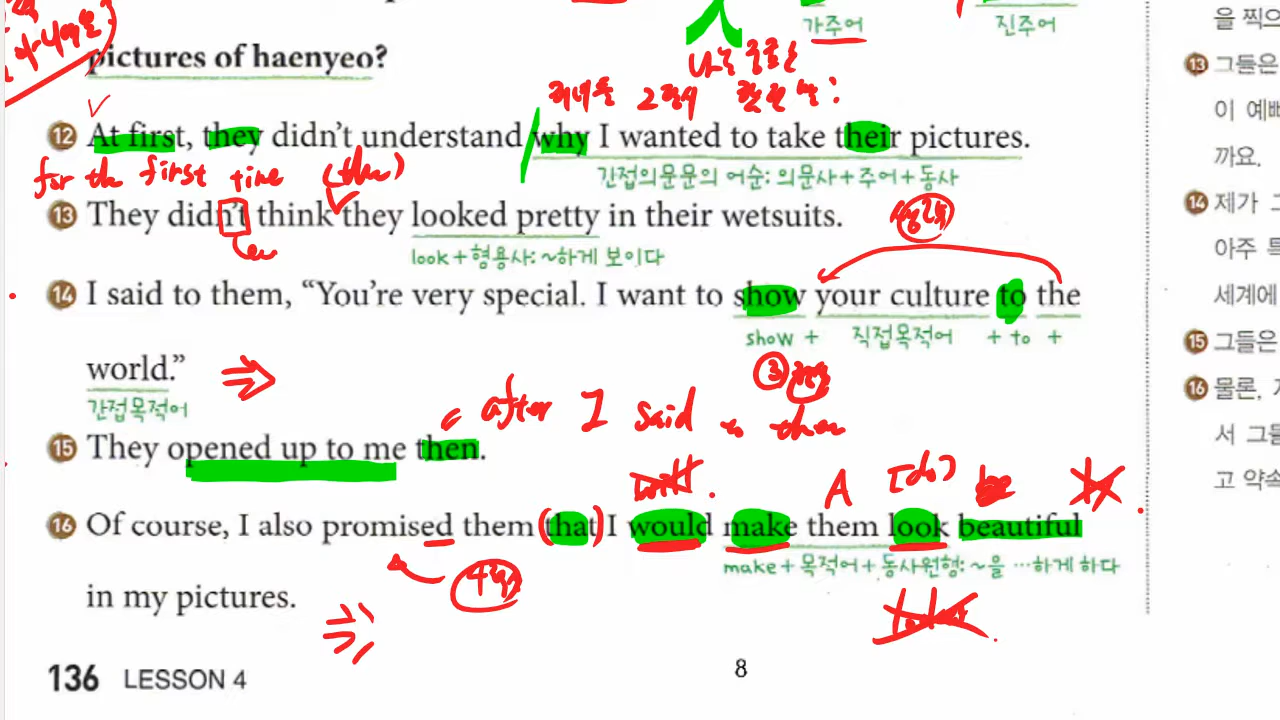 가주어
진주어
을 찍으
pictures of haenyeo?
⑬ 그들은
이 예쁘
⑫ At first, they didn't understand why I wanted to take their pictures.
까요.
for the first time
간접의문문의 어순: 의문사+주어+동사
⑬ They didn't think they looked pretty in their wetsuits.
⑭ 제가 그
look+형용사: ~하게 보이다
아주 특
⑭ I said to them, “You're very special. I want to show your culture to the
세계에
show + 직접목적어 + to +
⑮ 그들은
world.”
간접목적어
⑯ 물론, 저
after I said to them
서 그들
⑮ They opened up to me then.
고 약속
A
⑯ Of course, I also promised them (that) I would make them look beautiful
make+목적어+동사원형: ~을 …하게 하다
in my pictures.
136 LESSON 4
8